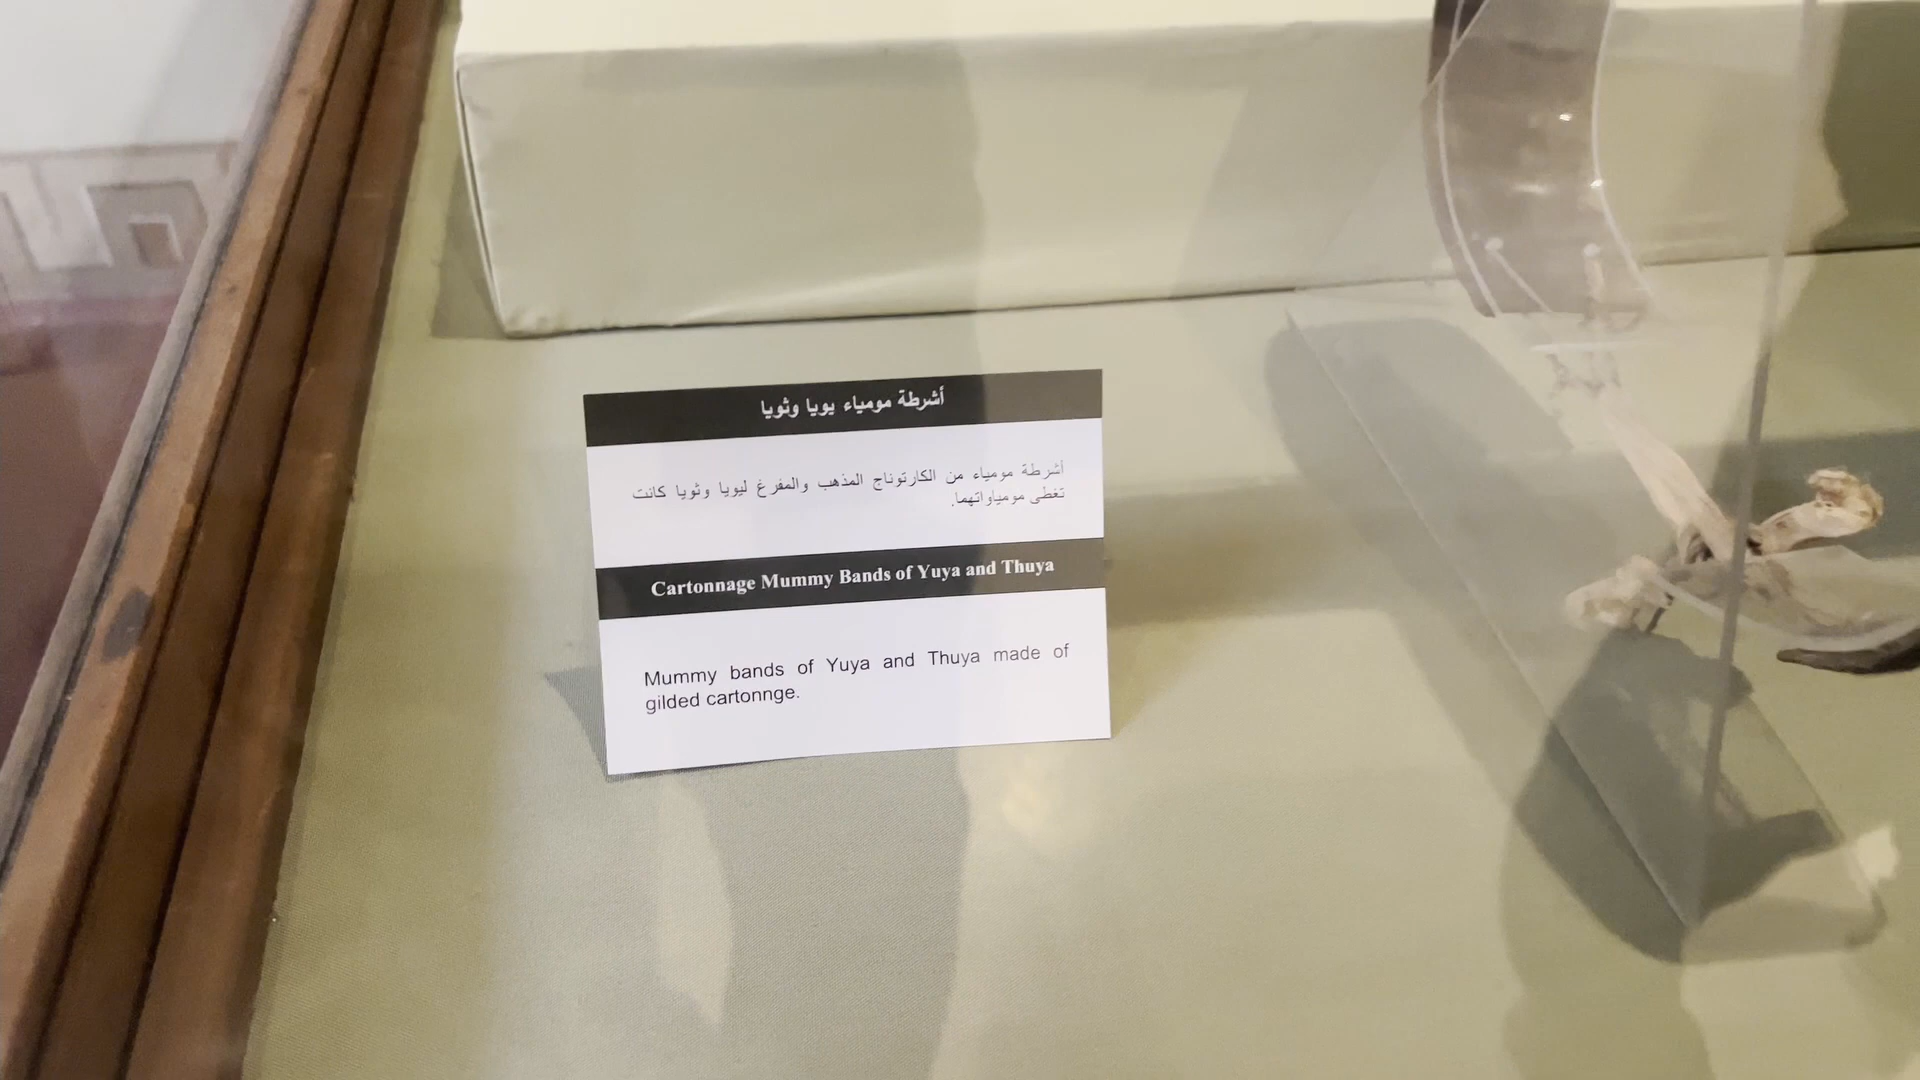 أشرطة مومياء يويا وثويا
أشرطة مومياء من الكارتوناج المذهب والمفرغ ليويا وثويا كانت
تغطى مومياواتهما.
Cartonnage Mummy Bands of Yuya and Thuya
Mummy bands of Yuya and Thuya made of
gilded cartonnge.